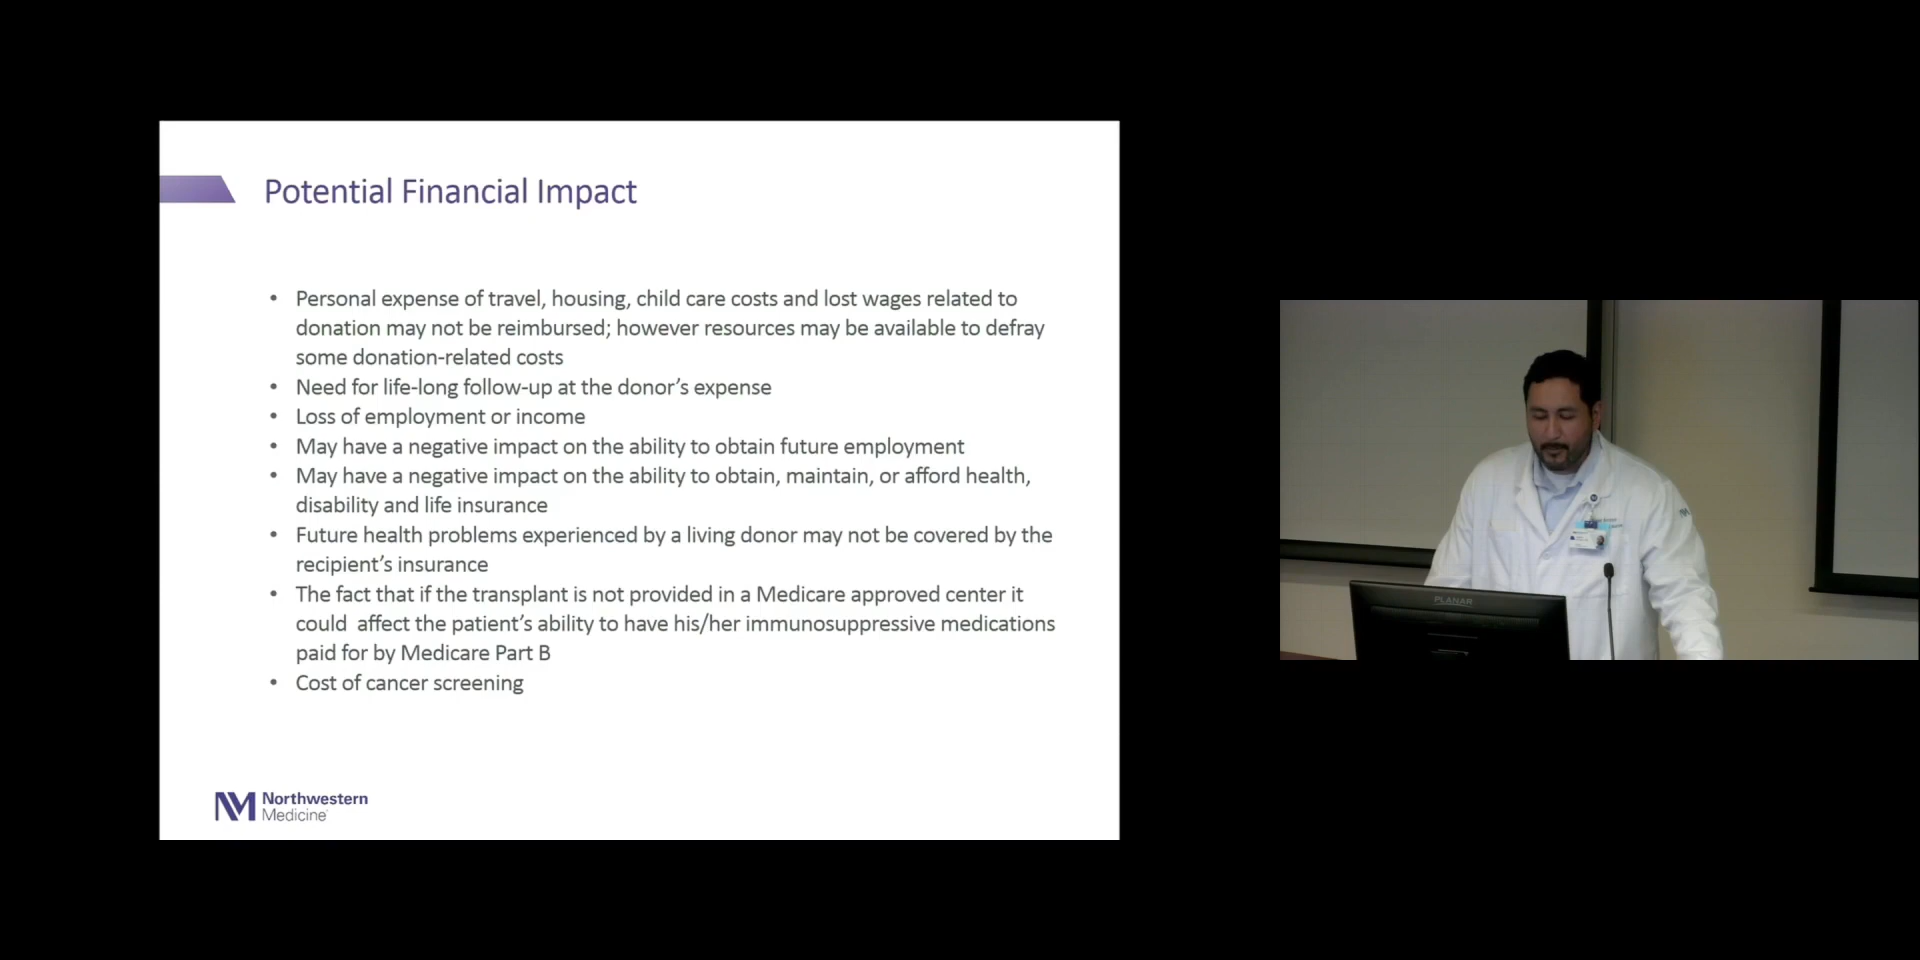 Potential Financial Impact
• Personal expense of travel, housing, child care costs and lost wages related to
donation may not be reimbursed; however resources may be available to defray
some donation-related costs
• Need for life-long follow-up at the donor's expense
• Loss of employment or income
• May have a negative impact on the ability to obtain future employment
• May have a negative impact on the ability to obtain, maintain, or afford health,
disability and life insurance
• Future health problems experienced by a living donor may not be covered by the
recipient's insurance
• The fact that if the transplant is not provided in a Medicare approved center it
could  affect the patient's ability to have his/her immunosuppressive medications
paid for by Medicare Part B
• Cost of cancer screening
NM Northwestern
Medicine
PLANAR